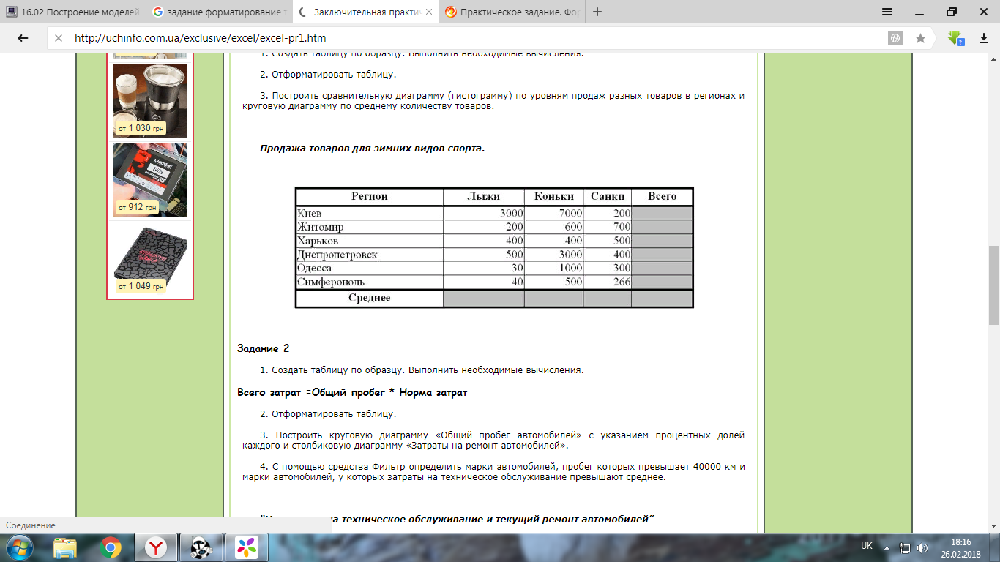 16.02 Построение моделей
задание форматирование т
Заключительная практи
Практическое задание. Фор
http://uchinfo.com.ua/exclusive/excel/excel-pr1.htm
1. Создать таблицу по образцу. Выполнить необходимые вычисления.
2. Отформатировать таблицу.
3. Построить сравнительную диаграмму (гистограмму) по уровням продаж разных товаров в регионах и
круговую диаграмму по среднему количеству товаров.
от 1 030 грн
Продажа товаров для зимних видов спорта.
от 912 грн
от 1 049 грн
Регион Лыжи Коньки Санки Всего
Киев 3000 7000 200
Житомир 200 600 700
Харьков 400 400 500
Днепропетровск 500 3000 400
Одесса 30 1000 300
Симферополь 40 500 266
Среднее
Задание 2
1. Создать таблицу по образцу. Выполнить необходимые вычисления.
Всего затрат =Общий пробег * Норма затрат
2. Отформатировать таблицу.
3. Построить круговую диаграмму «Общий пробег автомобилей» с указанием процентных долей
каждого и столбиковую диаграмму «Затраты на ремонт автомобилей».
4. С помощью средства Фильтр определить марки автомобилей, пробег которых превышает 40000 км и
марки автомобилей, у которых затраты на техническое обслуживание превышают среднее.
на техническое обслуживание и текущий ремонт автомобилей"
Соединение
UK
18:16
26.02.2018